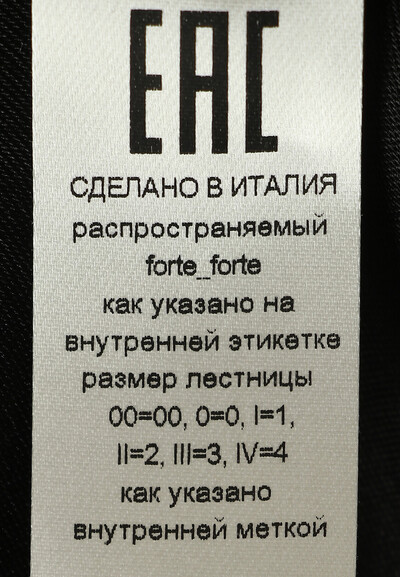 ЕАС
СДЕЛАНО В ИТАЛИЯ
распространяемый
forte_forte
как указано на
внутренней этикетке
размер лестницы
00=00, 0=0, I=1,
II=2, III=3, IV=4
как указано
внутренней меткой